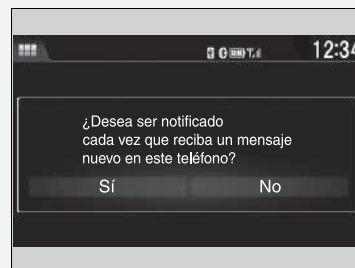 12:34
¿Desea ser notificado
cada vez que reciba un mensaje
nuevo en este teléfono?
Sí No